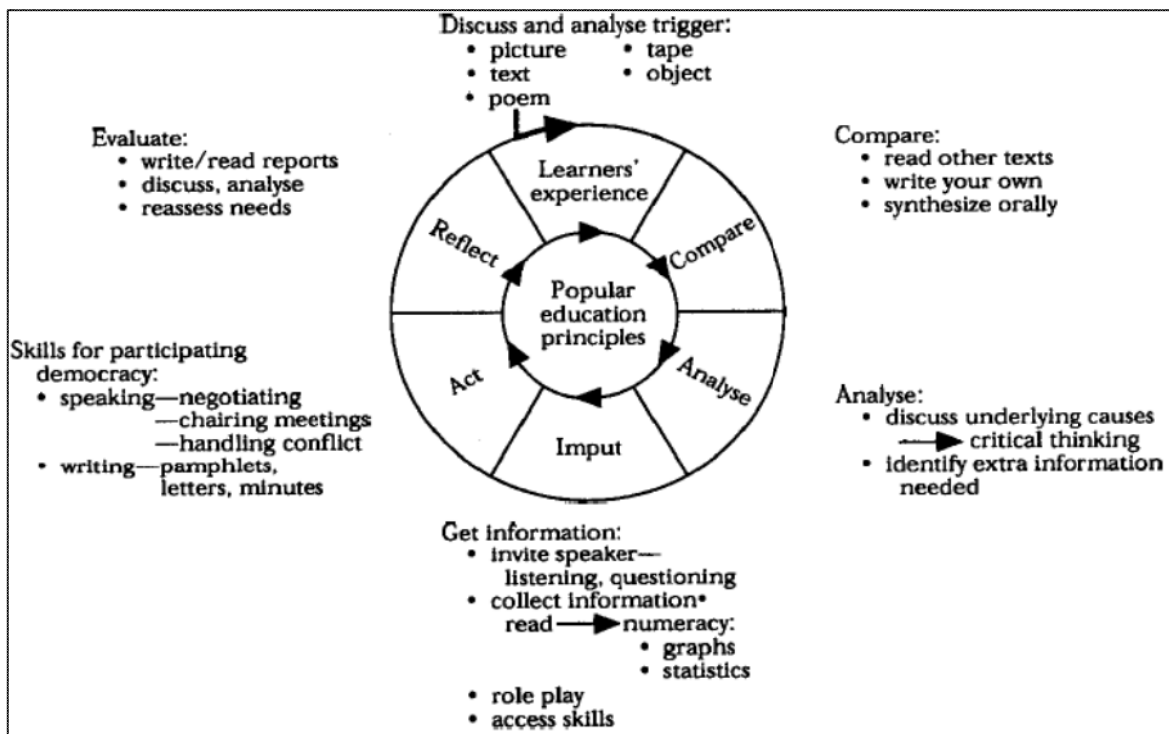 Discuss and analyse trigger:
• picture • tape
• text • object
• poem
Evaluate:
• write/read reports
• discuss, analyse
• reassess needs
Compare:
• read other texts
• write your own
• synthesize orally
Learners'
experience
Reflect
Compare
Popular
education
principles
Act
Analyse
Imput
Skills for participating
democracy:
• speaking—negotiating
—chairing meetings
—handling conflict
• writing—pamphlets,
letters, minutes
Analyse:
• discuss underlying causes
→ critical thinking
• identify extra information
needed
Get information:
• invite speaker—
listening, questioning
• collect information•
read → numeracy:
• graphs
• statistics
• role play
• access skills